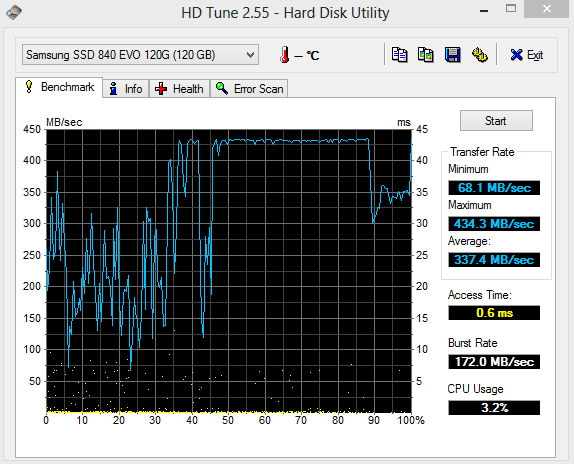 HD Tune 2.55 - Hard Disk Utility
Samsung SSD 840 EVO 120G (120 GB)
– °C
Exit
Benchmark
Info
Health
Error Scan
MB/sec
ms
450
400
350
300
250
200
150
100
50
45
40
35
30
25
20
15
10
5
0
10
20
30
40
50
60
70
80
90
100%
Start
Transfer Rate
Minimum
68.1 MB/sec
Maximum
434.3 MB/sec
Average:
337.4 MB/sec
Access Time:
0.6 ms
Burst Rate
172.0 MB/sec
CPU Usage
3.2%